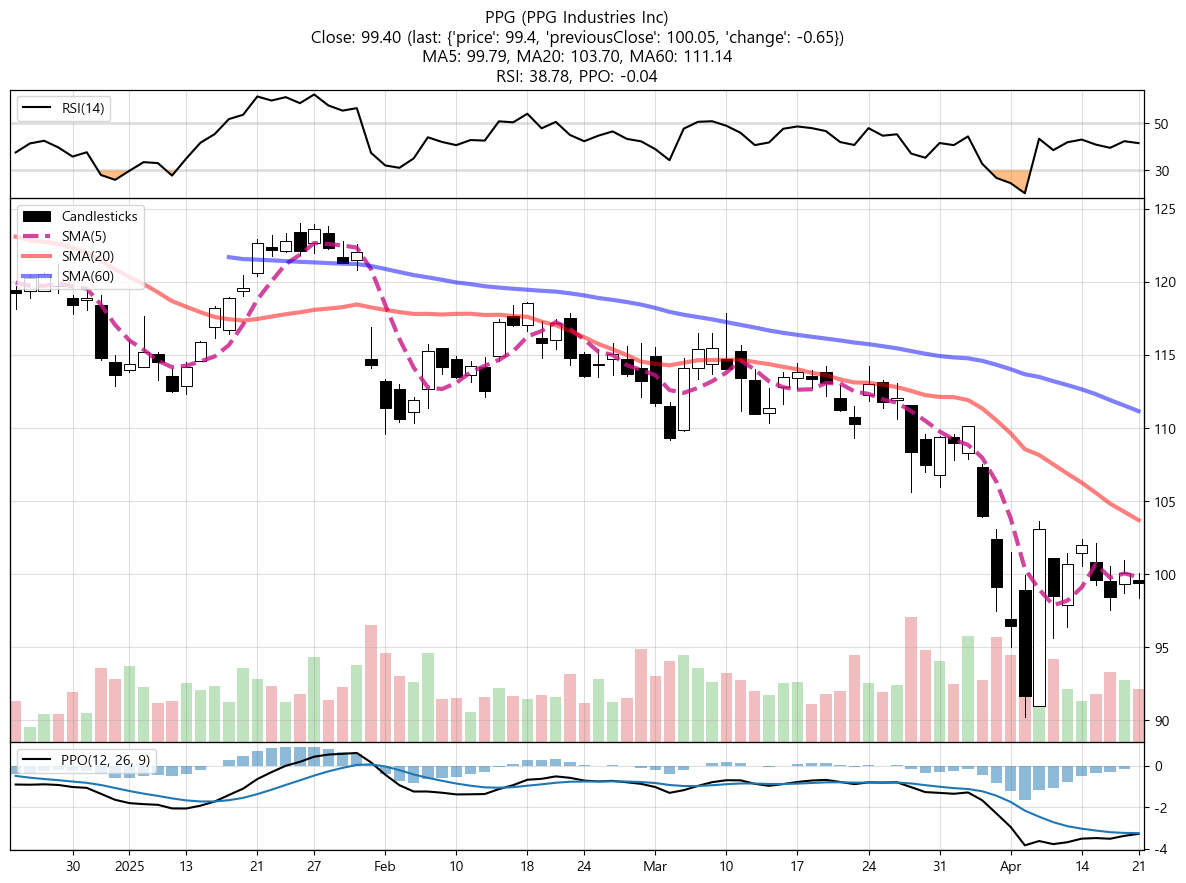 PPG (PPG Industries Inc)
Close: 99.40 (last: {'price': 99.4, 'previousClose': 100.05, 'change': -0.65})
MA5: 99.79, MA20: 103.70, MA60: 111.14
RSI: 38.78, PPO: -0.04
RSI(14)
50
30
Candlesticks
SMA(5)
SMA(20)
SMA(60)
125
120
115
110
105
100
95
90
PPO(12, 26, 9)
0
-2
-4
30 2025 13 21 27 Feb 10 18 24 Mar 10 17 24 31 Apr 14 21